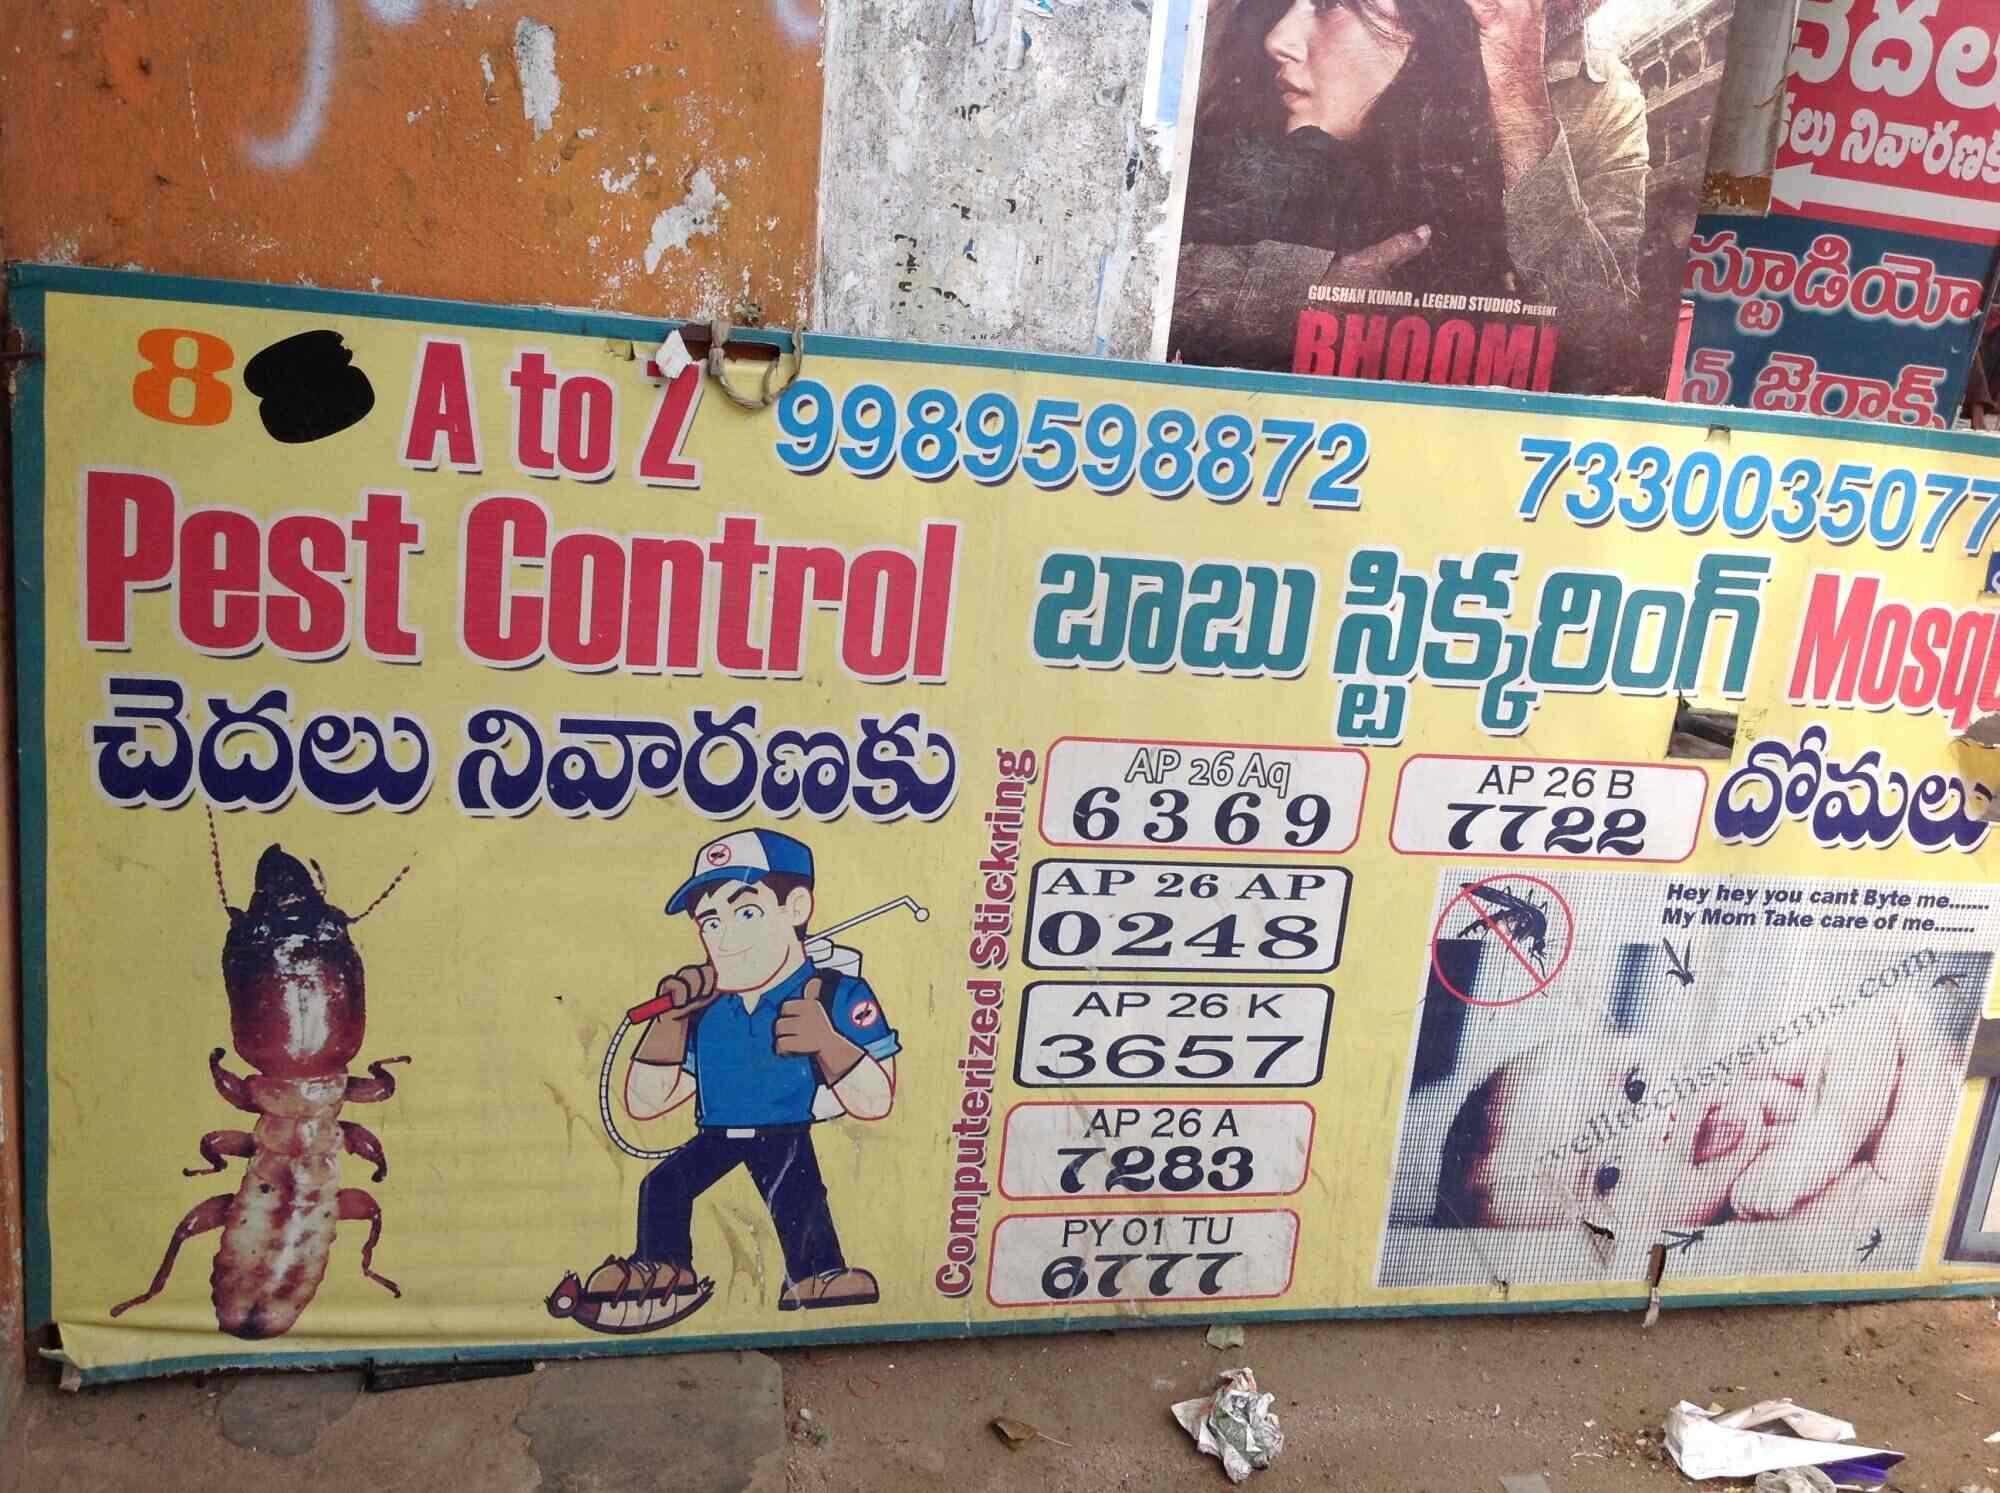 చెదలు
నివారణకు
స్టూడియో
జెరాక్స్
GULSHAN KUMAR & LEGEND STUDIOS PRESENT
BHOOMI
8
A to Z
Pest Control
చెదలు నివారణకు
9989598872
7330035077
బాబు స్టిక్కరింగ్
దోమలు
Computerized Stickring
AP 26 Aq
6369
AP 26 B
7722
AP 26 AP
0248
AP 26 K
3657
AP 26 A
7283
PY 01 TU
6777
Hey hey you cant Byte me.......
My Mom Take care of me.......